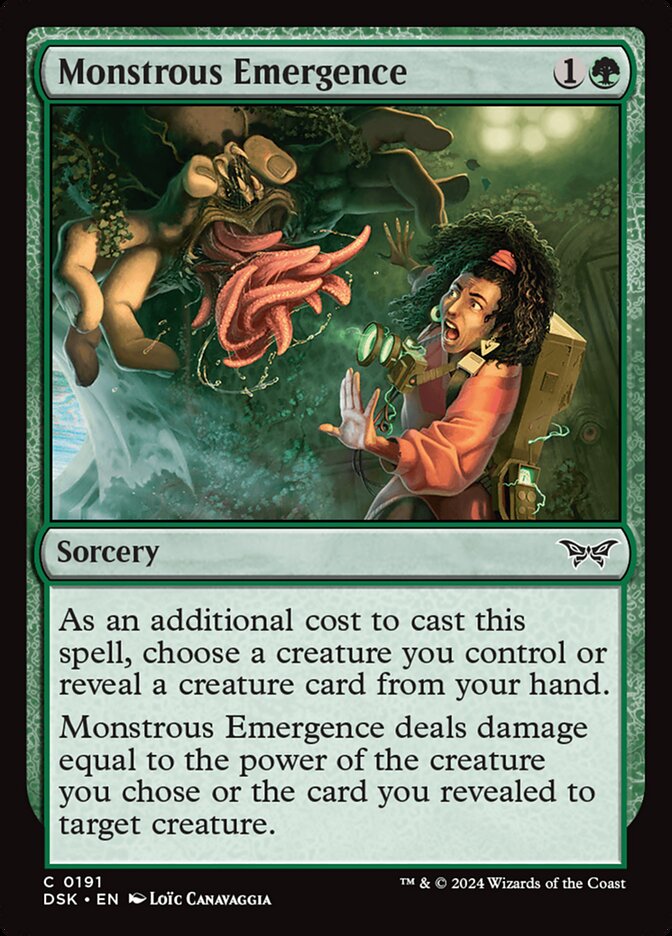 Monstrous Emergence 1
Sorcery
As an additional cost to cast this
spell, choose a creature you control or
reveal a creature card from your hand.
Monstrous Emergence deals damage
equal to the power of the creature
you chose or the card you revealed to
target creature.
C 0191
DSK • EN Loïc Canavaggia
™ & © 2024 Wizards of the Coast